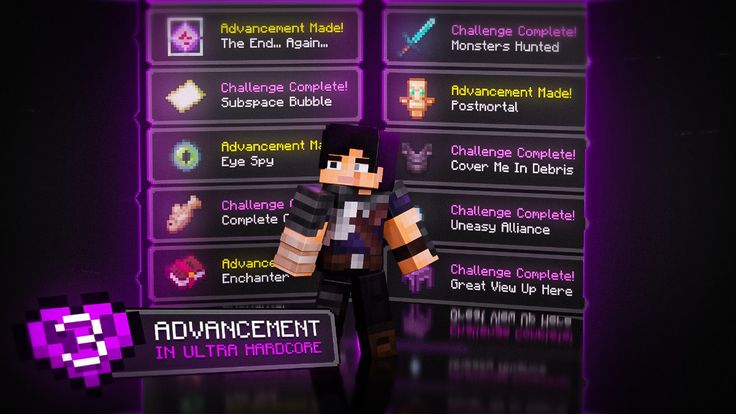 Advancement Made!
The End... Again...
Challenge Complete!
Subspace Bubble
Advancement Ma
Eye Spy
Challenge Com
Complete C
Advance
Enchanter
Challenge Complete!
Monsters Hunted
Advancement Made!
Postmortal
Challenge Complete!
Cover Me In Debris
Challenge Complete!
Uneasy Alliance
Challenge Complete!
Great View Up Here
3
ADVANCEMENT
IN ULTRA HARDCORE